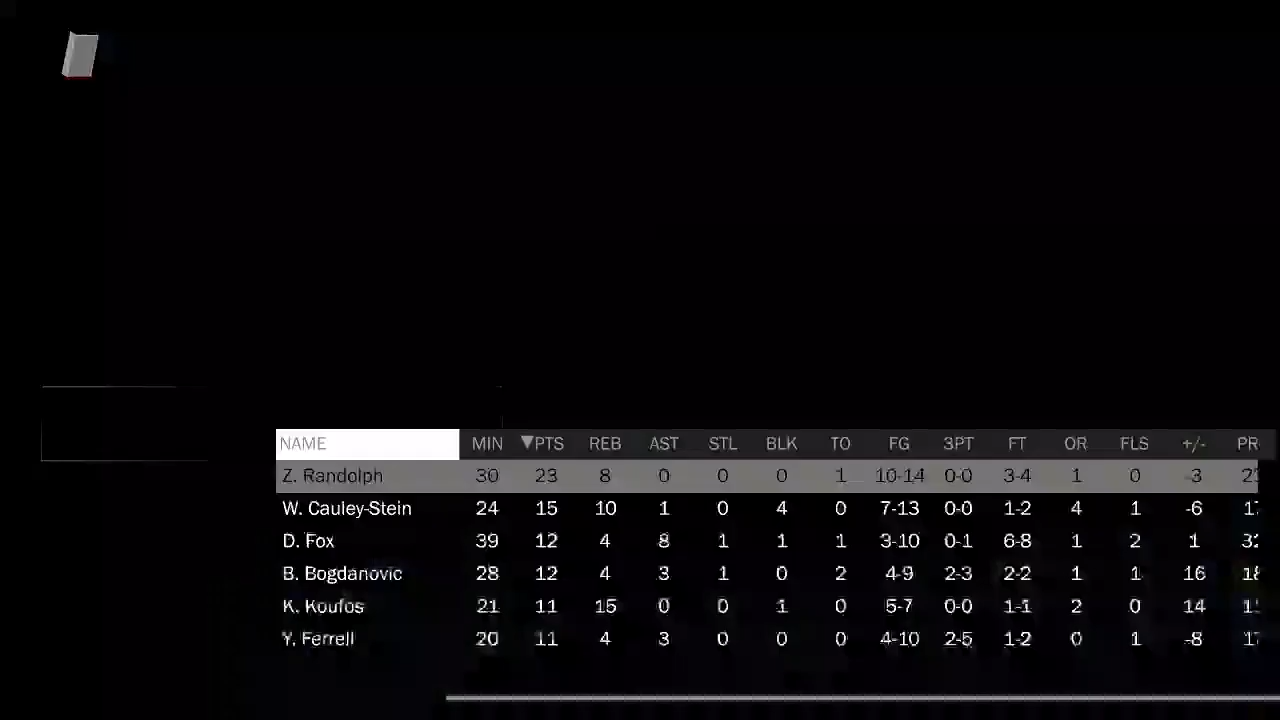 NAME MIN ▼PTS REB AST STL BLK TO FG 3PT FT OR FLS +/- PR
Z. Randolph 30 23 8 0 0 0 1 10-14 0-0 3-4 1 0 -3
W. Cauley-Stein 24 15 10 1 0 4 0 7-13 0-0 1-2 4 1 -6
D. Fox 39 12 4 8 1 1 1 3-10 0-1 6-8 1 2 1
B. Bogdanovic 28 12 4 3 1 0 2 4-9 2-3 2-2 1 1 16
K. Koufos 21 11 15 0 0 1 0 5-7 0-0 1-1 2 0 14
Y. Ferrell 20 11 4 3 0 0 0 4-10 2-5 1-2 0 1 -8